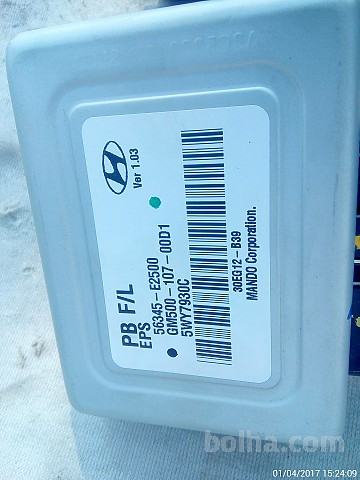 Ver 1.03
PB F/L
EPS
56345-E2500
GM500-107-00D1
5WY7930C
30EG12-B39
MANDO Corporation.
bolha.com
01/04/2017 15:24:09